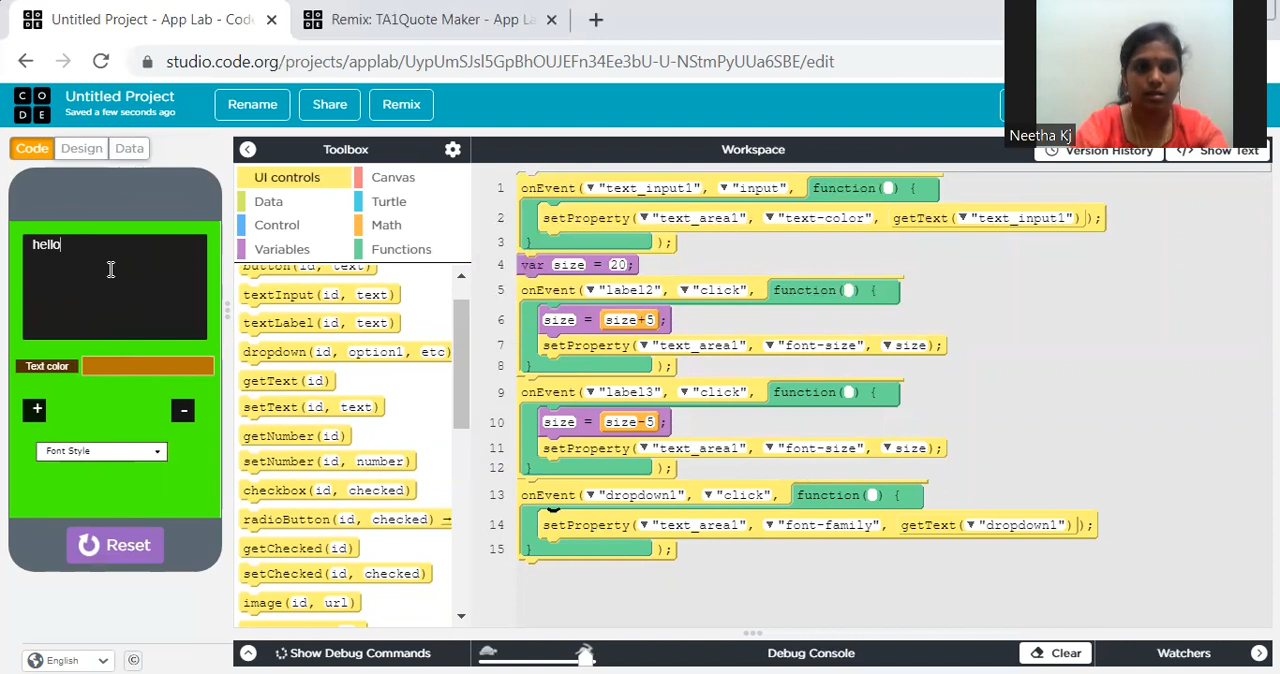 Untitled Project - App Lab - Cod
Remix: TA1Quote Maker - App La
studio.code.org/projects/applab/UypUmSJsl5GpBhOUJEFn34Ee3bU-U-NStmPyUUa6SBE/edit
C O
D E
Untitled Project
Saved a few seconds ago
Rename
Share
Remix
Neetha Kj
Version History
Show Text
Code
Design
Data
Toolbox
Workspace
hello
Text color
+
-
Font Style
Reset
English
UI controls
Canvas
Data
Turtle
Control
Math
Variables
Functions
button(id, text)
textInput(id, text)
textLabel(id, text)
dropdown(id, option1, etc)
getText(id)
setText(id, text)
getNumber(id)
setNumber(id, number)
checkbox(id, checked)
radioButton(id, checked)
getChecked(id)
setChecked(id, checked)
image(id, url)
1 onEvent("text_input1", "input", function( ) {
2 setProperty("text_area1", "text-color", getText("text_input1"));
3 } );
4 var size = 20;
5 onEvent("label2", "click", function( ) {
6 size = size+5;
7 setProperty("text_area1", "font-size", size);
8 } );
9 onEvent("label3", "click", function( ) {
10 size = size-5;
11 setProperty("text_area1", "font-size", size);
12 } );
13 onEvent("dropdown1", "click", function( ) {
14 setProperty("text_area1", "font-family", getText("dropdown1"));
15 } );
Show Debug Commands
Debug Console
Clear
Watchers